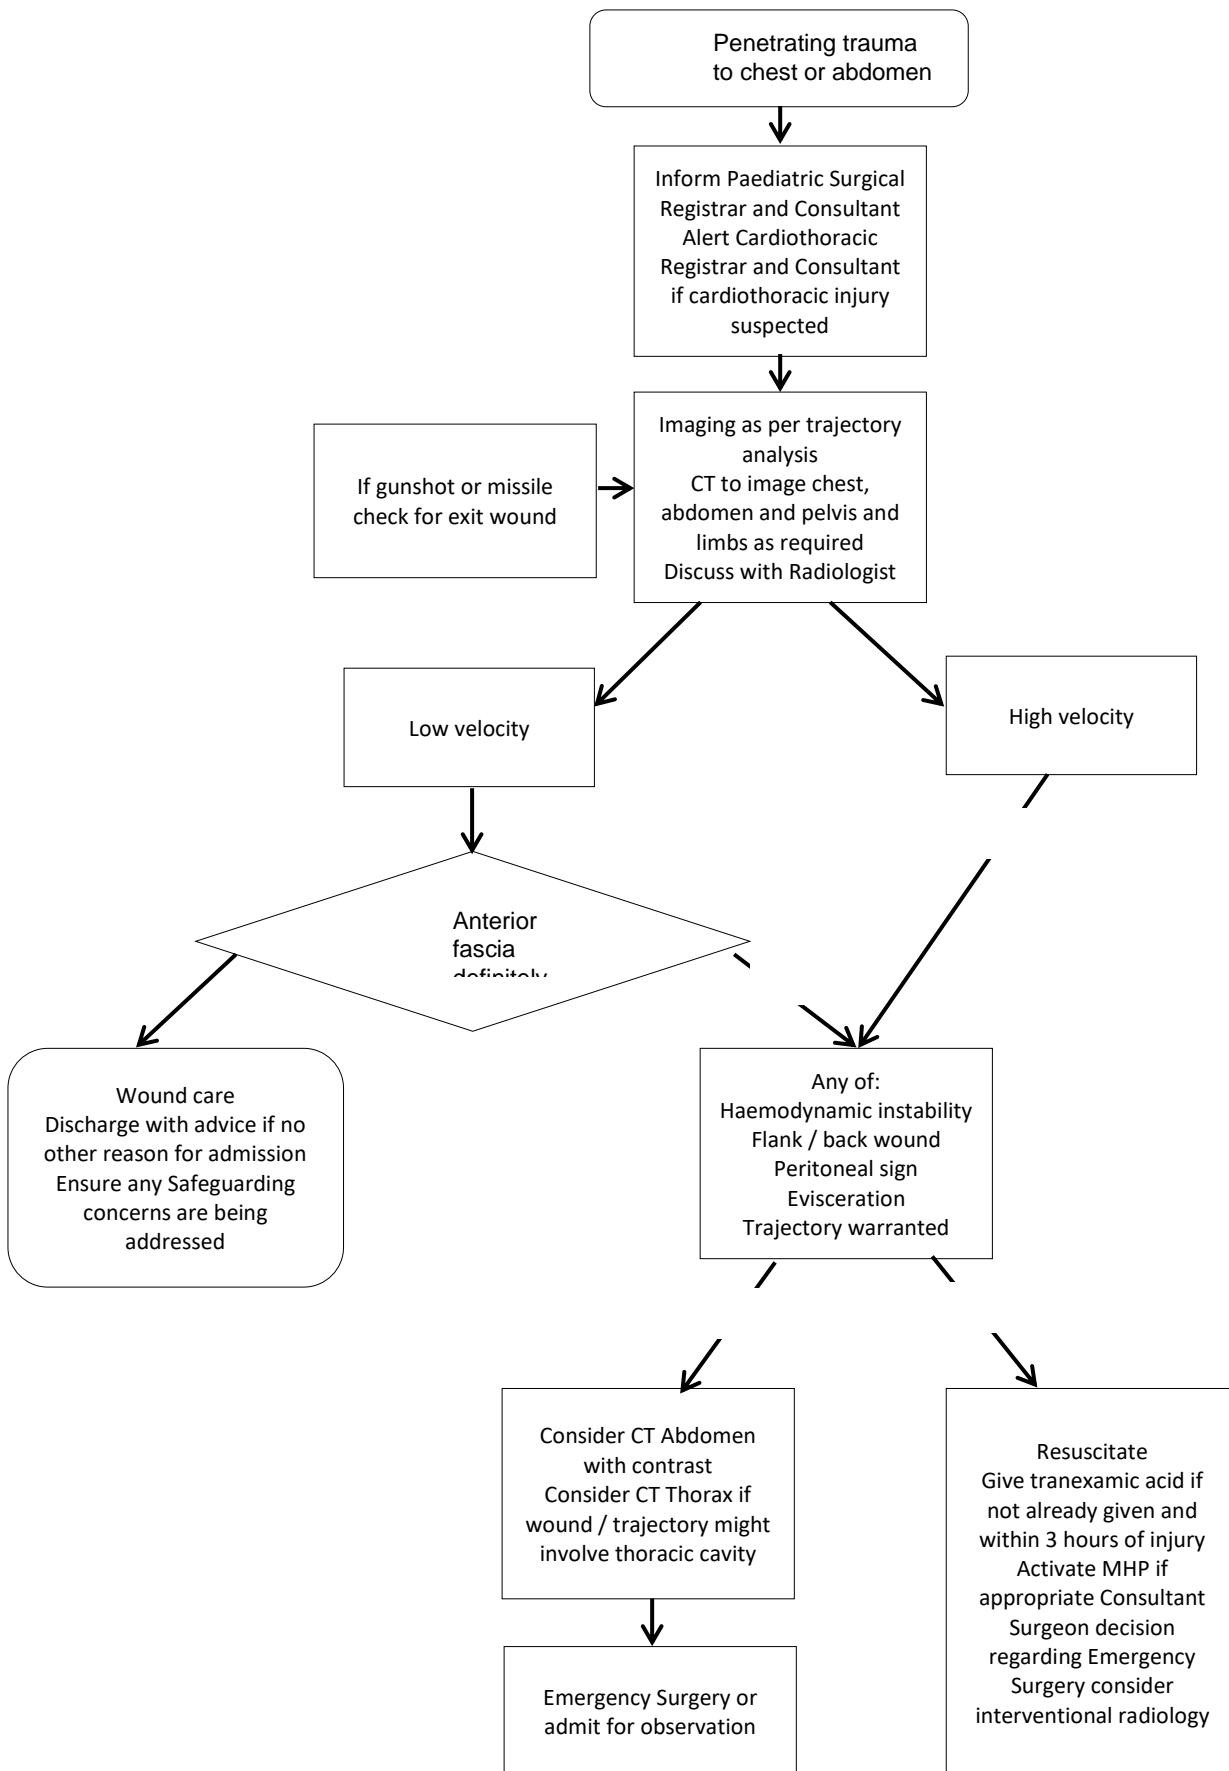 Penetrating trauma
to chest or abdomen
Inform Paediatric Surgical
Registrar and Consultant
Alert Cardiothoracic
Registrar and Consultant
if cardiothoracic injury
suspected
If gunshot or missile
check for exit wound
Imaging as per trajectory
analysis
CT to image chest,
abdomen and pelvis and
limbs as required
Discuss with Radiologist
Low velocity
High velocity
Anterior
fascia
definitely
Wound care
Discharge with advice if no
other reason for admission
Ensure any Safeguarding
concerns are being
addressed
Any of:
Haemodynamic instability
Flank / back wound
Peritoneal sign
Evisceration
Trajectory warranted
Consider CT Abdomen
with contrast
Consider CT Thorax if
wound / trajectory might
involve thoracic cavity
Resuscitate
Give tranexamic acid if
not already given and
within 3 hours of injury
Activate MHP if
appropriate Consultant
Surgeon decision
regarding Emergency
Surgery consider
interventional radiology
Emergency Surgery or
admit for observation